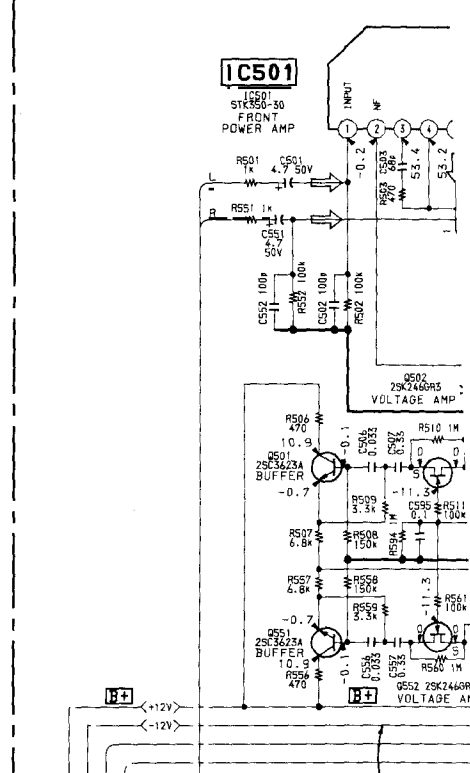 IC501
IC501
STK350-30
FRONT
POWER AMP
INPUT
NF
1 2 3 4
-0.2
C503
68p
R503
470
53.4
53.2
L
R501
1k
C501
4.7 50V
R
R551 1k
C551
4.7
50V
C552 100p
R552 100k
C502 100p
R502 100k
1
Q502
2SK246GR3
VOLTAGE AMP
R506
470
10.9
Q501
2SC3623A
BUFFER
-0.7
-0.1
C506
0.033
C507
0.33
R510 1M
D
D
S
-11.3
R509
3.3k
C595
0.1
R511
100k
R507
6.8k
R508
150k
R594 1M
R557
6.8k
R558
150k
R559
3.3k
-11.3
R561
100k
-0.7
Q551
2SC3623A
BUFFER
10.9
R556
470
-0.1
C556
0.033
C557
0.33
D
D
S
R560 1M
Q552 2SK246GR
VOLTAGE A
B+
+12V
B+
-12V